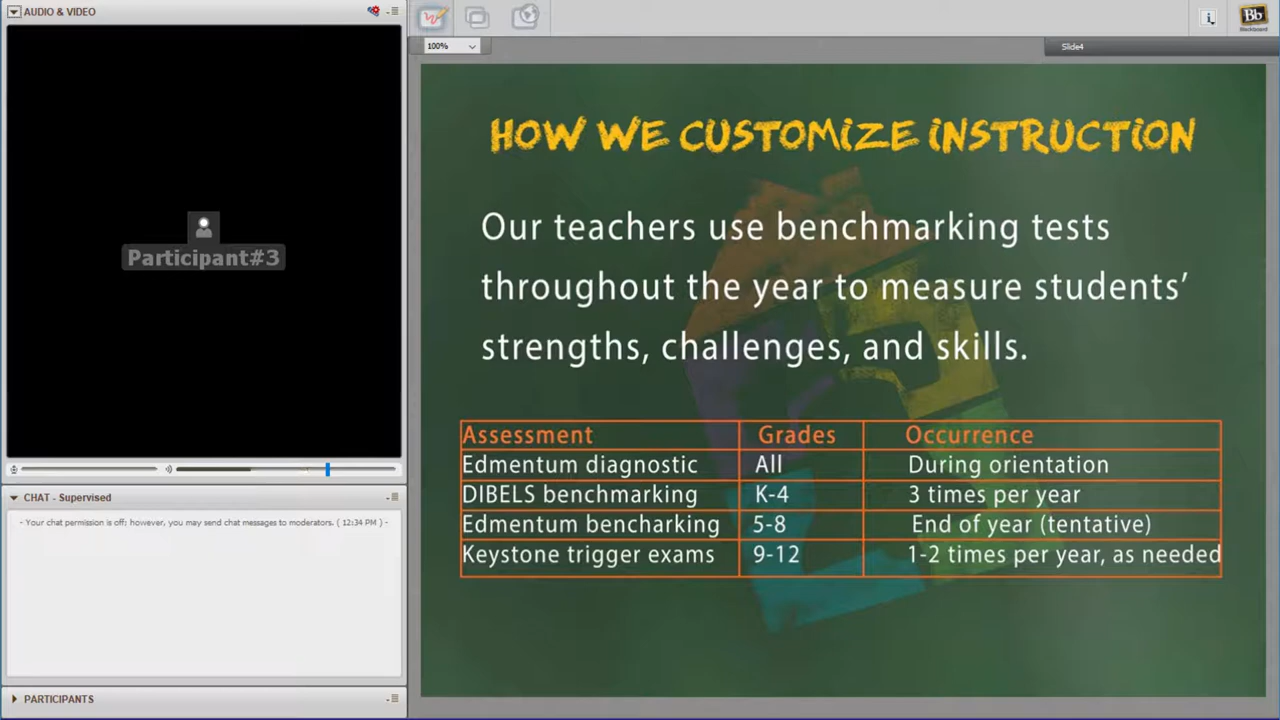 AUDIO & VIDEO
Participant#3
CHAT - Supervised
- Your chat permission is off; however, you may send chat messages to moderators. ( 12:34 PM ) -
PARTICIPANTS
100%
i
Bb
Blackboard
Slide4
HOW WE CUSTOMIZE INSTRUCTION
Our teachers use benchmarking tests
throughout the year to measure students’
strengths, challenges, and skills.
Assessment Grades Occurrence
Edmentum diagnostic All During orientation
DIBELS benchmarking K-4 3 times per year
Edmentum bencharking 5-8 End of year (tentative)
Keystone trigger exams 9-12 1-2 times per year, as needed